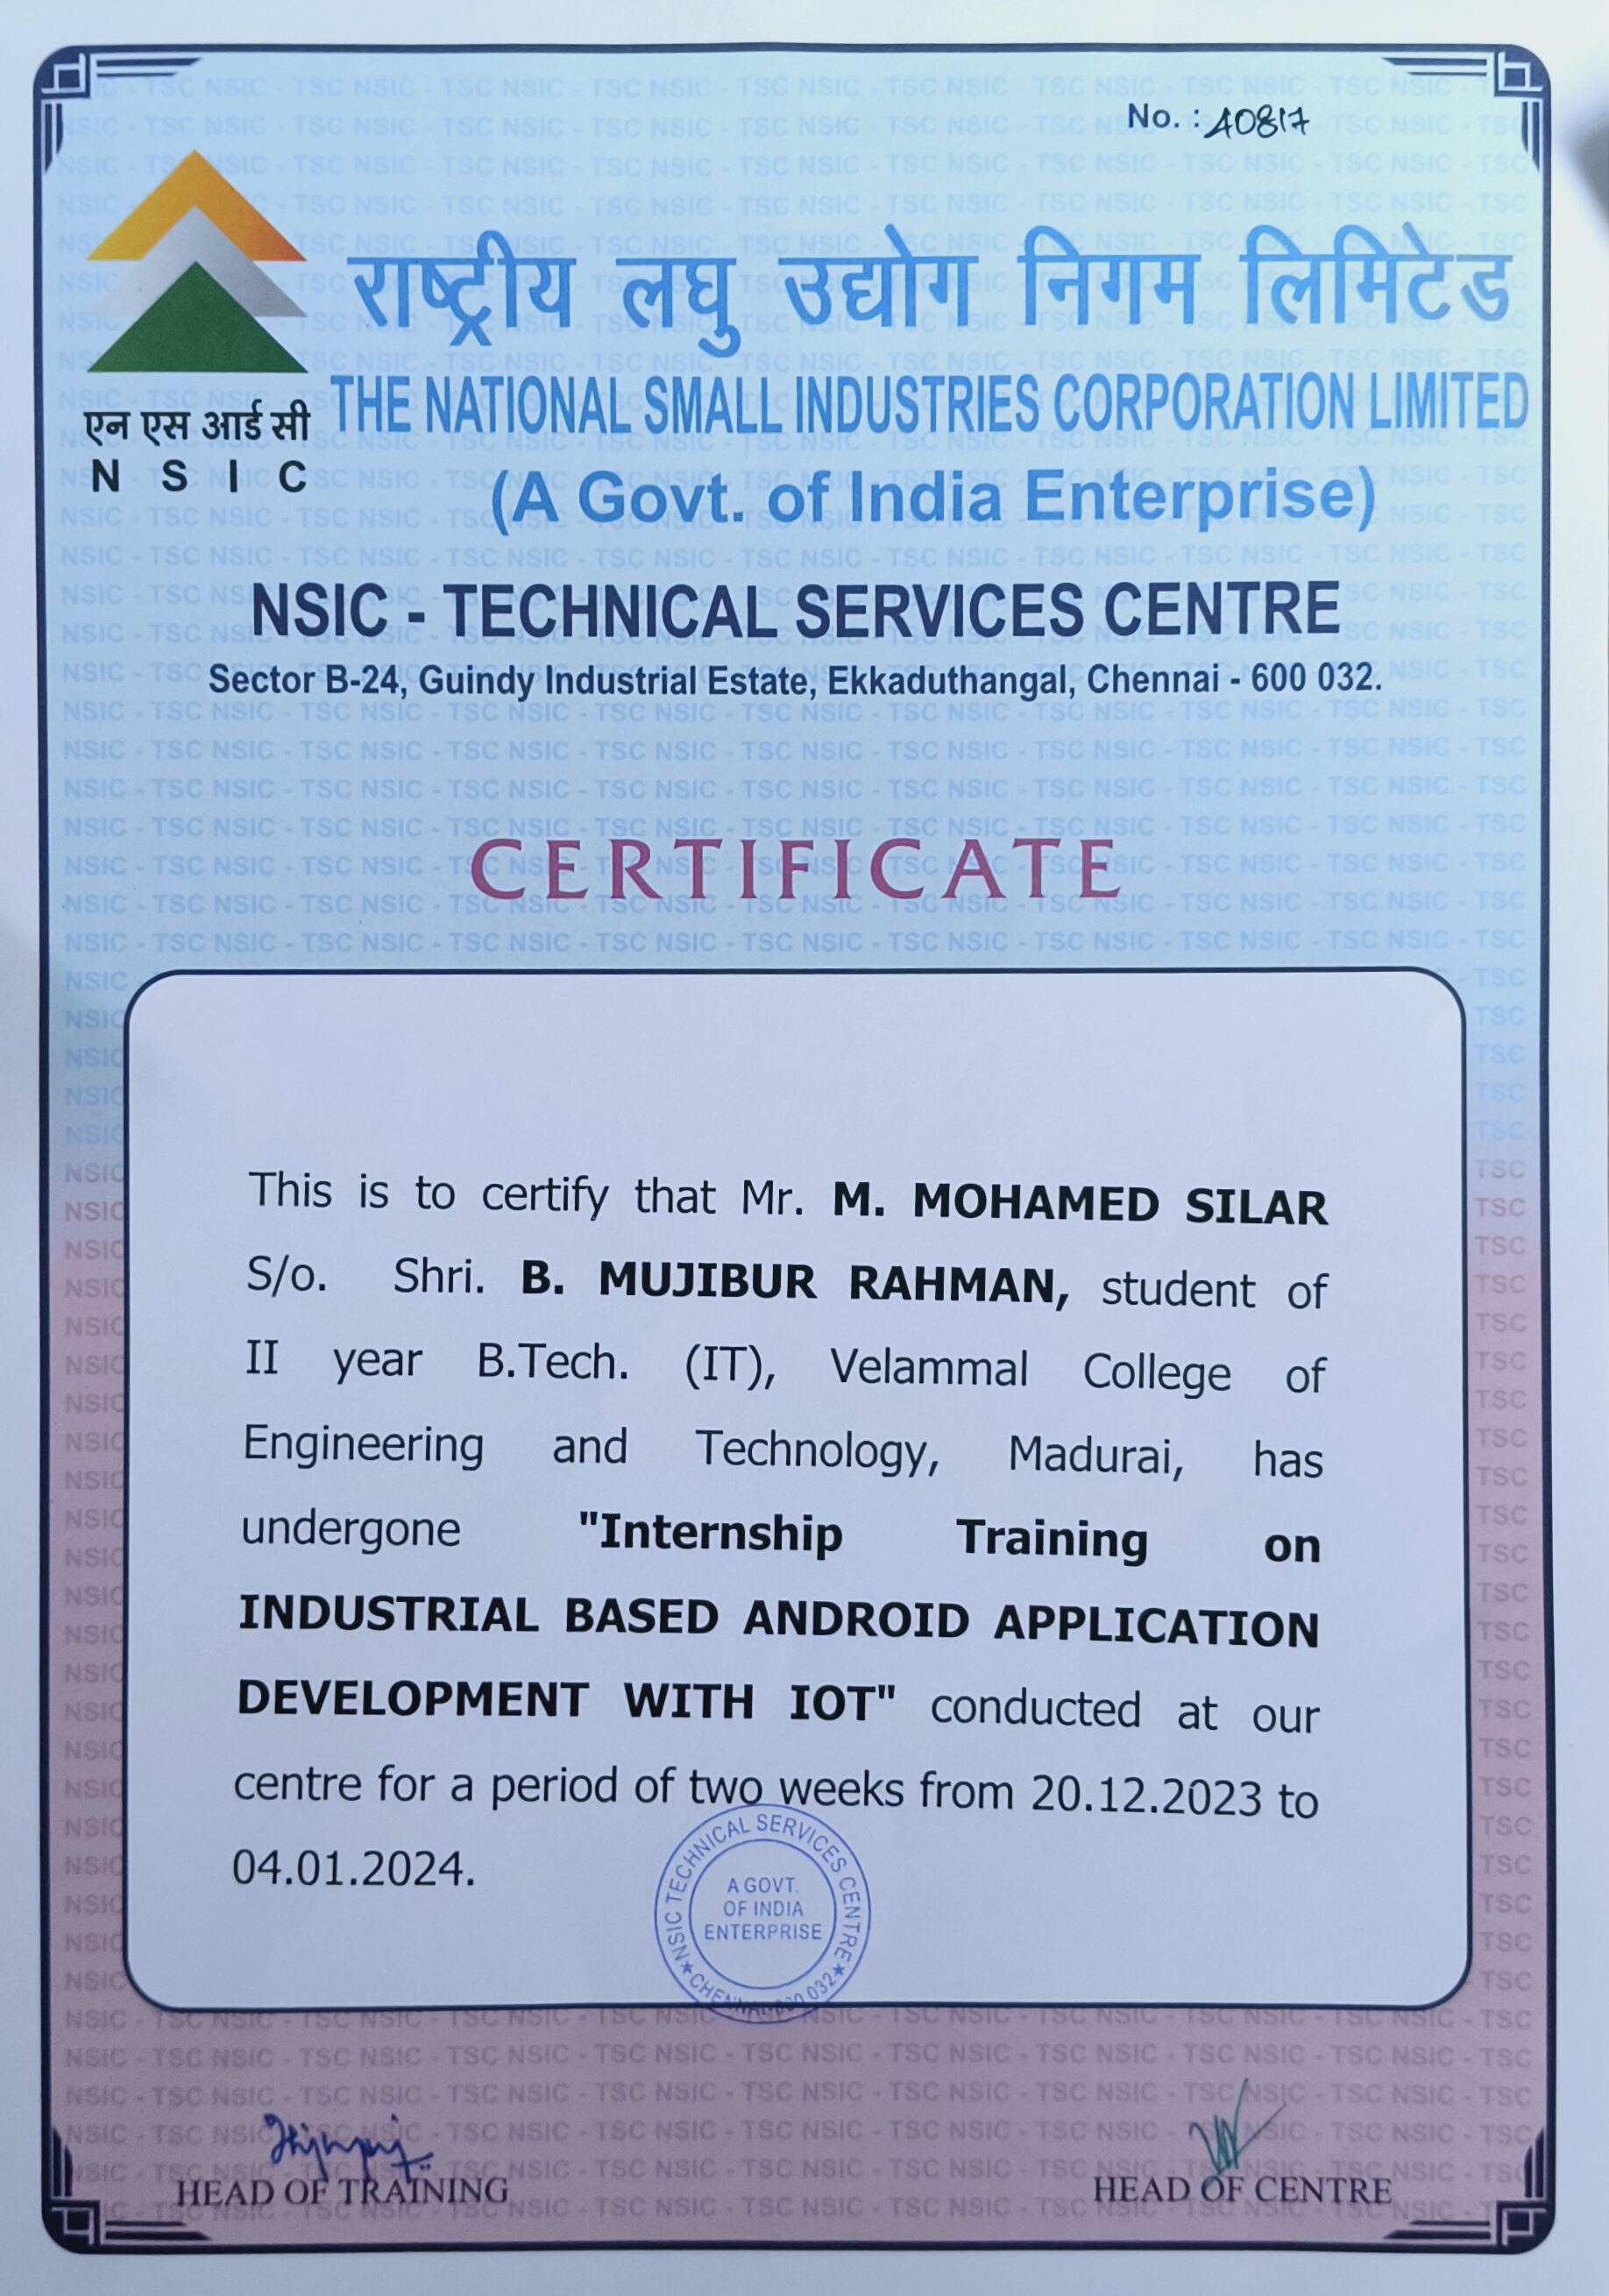 No. : 40817
राष्ट्रीय लघु उद्योग निगम लिमिटेड
एन एस आई सी
THE NATIONAL SMALL INDUSTRIES CORPORATION LIMITED
N S I C
(A Govt. of India Enterprise)
NSIC - TECHNICAL SERVICES CENTRE
Sector B-24, Guindy Industrial Estate, Ekkaduthangal, Chennai - 600 032.
CERTIFICATE
This is to certify that Mr. M. MOHAMED SILAR
S/o. Shri. B. MUJIBUR RAHMAN, student of
II year B.Tech. (IT), Velammal College of
Engineering and Technology, Madurai, has
undergone "Internship Training on
INDUSTRIAL BASED ANDROID APPLICATION
DEVELOPMENT WITH IOT" conducted at our
centre for a period of two weeks from 20.12.2023 to
04.01.2024.
NSIC TECHNICAL SERVICES CENTRE
A GOVT.
OF INDIA
ENTERPRISE
★ CHENNAI-600 032 ★
HEAD OF TRAINING
HEAD OF CENTRE